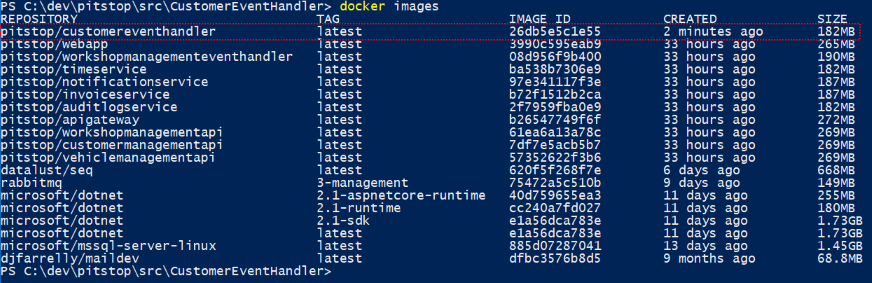 PS C:\dev\pitstop\src\CustomerEventHandler> docker images
REPOSITORY TAG IMAGE ID CREATED SIZE
pitstop/customereventhandler latest 26db5e5c1e55 2 minutes ago 182MB
pitstop/webapp latest 3990c595eab9 33 hours ago 265MB
pitstop/workshopmanagementeventhandler latest 08d956f9b400 33 hours ago 190MB
pitstop/timeservice latest ba538b7306e9 33 hours ago 182MB
pitstop/notificationservice latest 97e341117f3e 33 hours ago 187MB
pitstop/invoiceservice latest b72f1512b2ca 33 hours ago 187MB
pitstop/auditlogservice latest 2f7959fba0e9 33 hours ago 182MB
pitstop/apigateway latest b26547749f6f 33 hours ago 272MB
pitstop/workshopmanagementapi latest 61ea6a13a78c 33 hours ago 269MB
pitstop/customermanagementapi latest 7df7e5acb5b7 33 hours ago 269MB
pitstop/vehiclemanagementapi latest 57352622f3b6 33 hours ago 269MB
datalust/seq latest 620f5f268f7e 6 days ago 668MB
rabbitmq 3-management 75472a5c510b 9 days ago 149MB
microsoft/dotnet 2.1-aspnetcore-runtime 40d759655ea3 11 days ago 255MB
microsoft/dotnet 2.1-runtime cc240a7fd027 11 days ago 180MB
microsoft/dotnet 2.1-sdk e1a56dca783e 11 days ago 1.73GB
microsoft/dotnet latest e1a56dca783e 11 days ago 1.73GB
microsoft/mssql-server-linux latest 885d07287041 13 days ago 1.45GB
djfarrelly/maildev latest dfbc3576b8d5 9 months ago 68.8MB
PS C:\dev\pitstop\src\CustomerEventHandler>